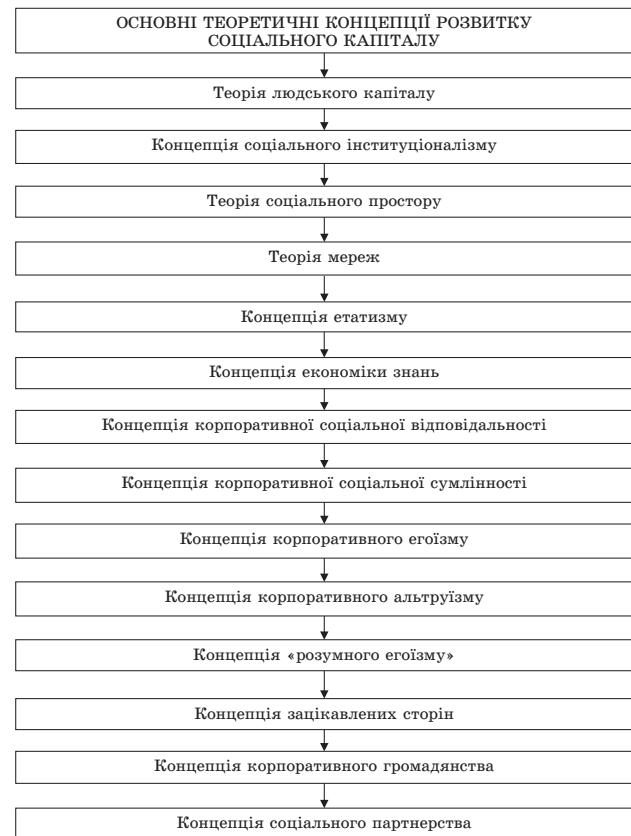 ОСНОВНІ ТЕОРЕТИЧНІ КОНЦЕПЦІЇ РОЗВИТКУ
СОЦІАЛЬНОГО КАПІТАЛУ
Теорія людського капіталу
Концепція соціального інституціоналізму
Теорія соціального простору
Теорія мереж
Концепція етатизму
Концепція економіки знань
Концепція корпоративної соціальної відповідальності
Концепція корпоративної соціальної сумлінності
Концепція корпоративного егоїзму
Концепція корпоративного альтруїзму
Концепція «розумного егоїзму»
Концепція зацікавлених сторін
Концепція корпоративного громадянства
Концепція соціального партнерства